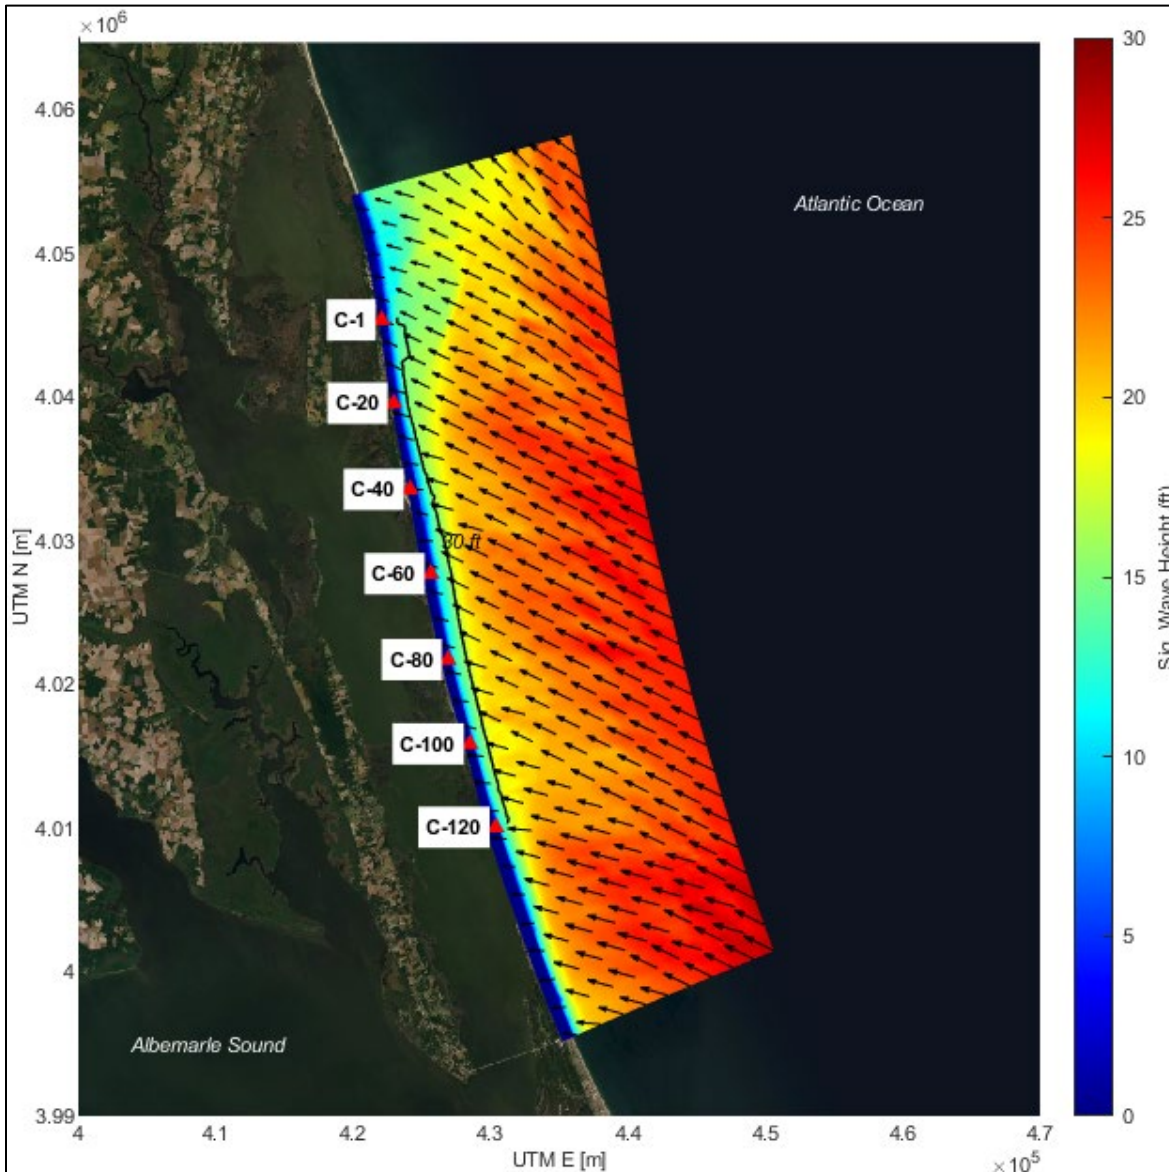 ×10⁶
4.06
4.05
4.04
4.03
4.02
4.01
4
3.99
UTM N [m]
C-1
C-20
C-40
C-60
C-80
C-100
C-120
30 ft
Atlantic Ocean
Albemarle Sound
4
4.1
4.2
4.3
4.4
4.5
4.6
4.7
UTM E [m]
×10⁵
30
25
20
15
10
5
0
Sig. Wave Height (ft)